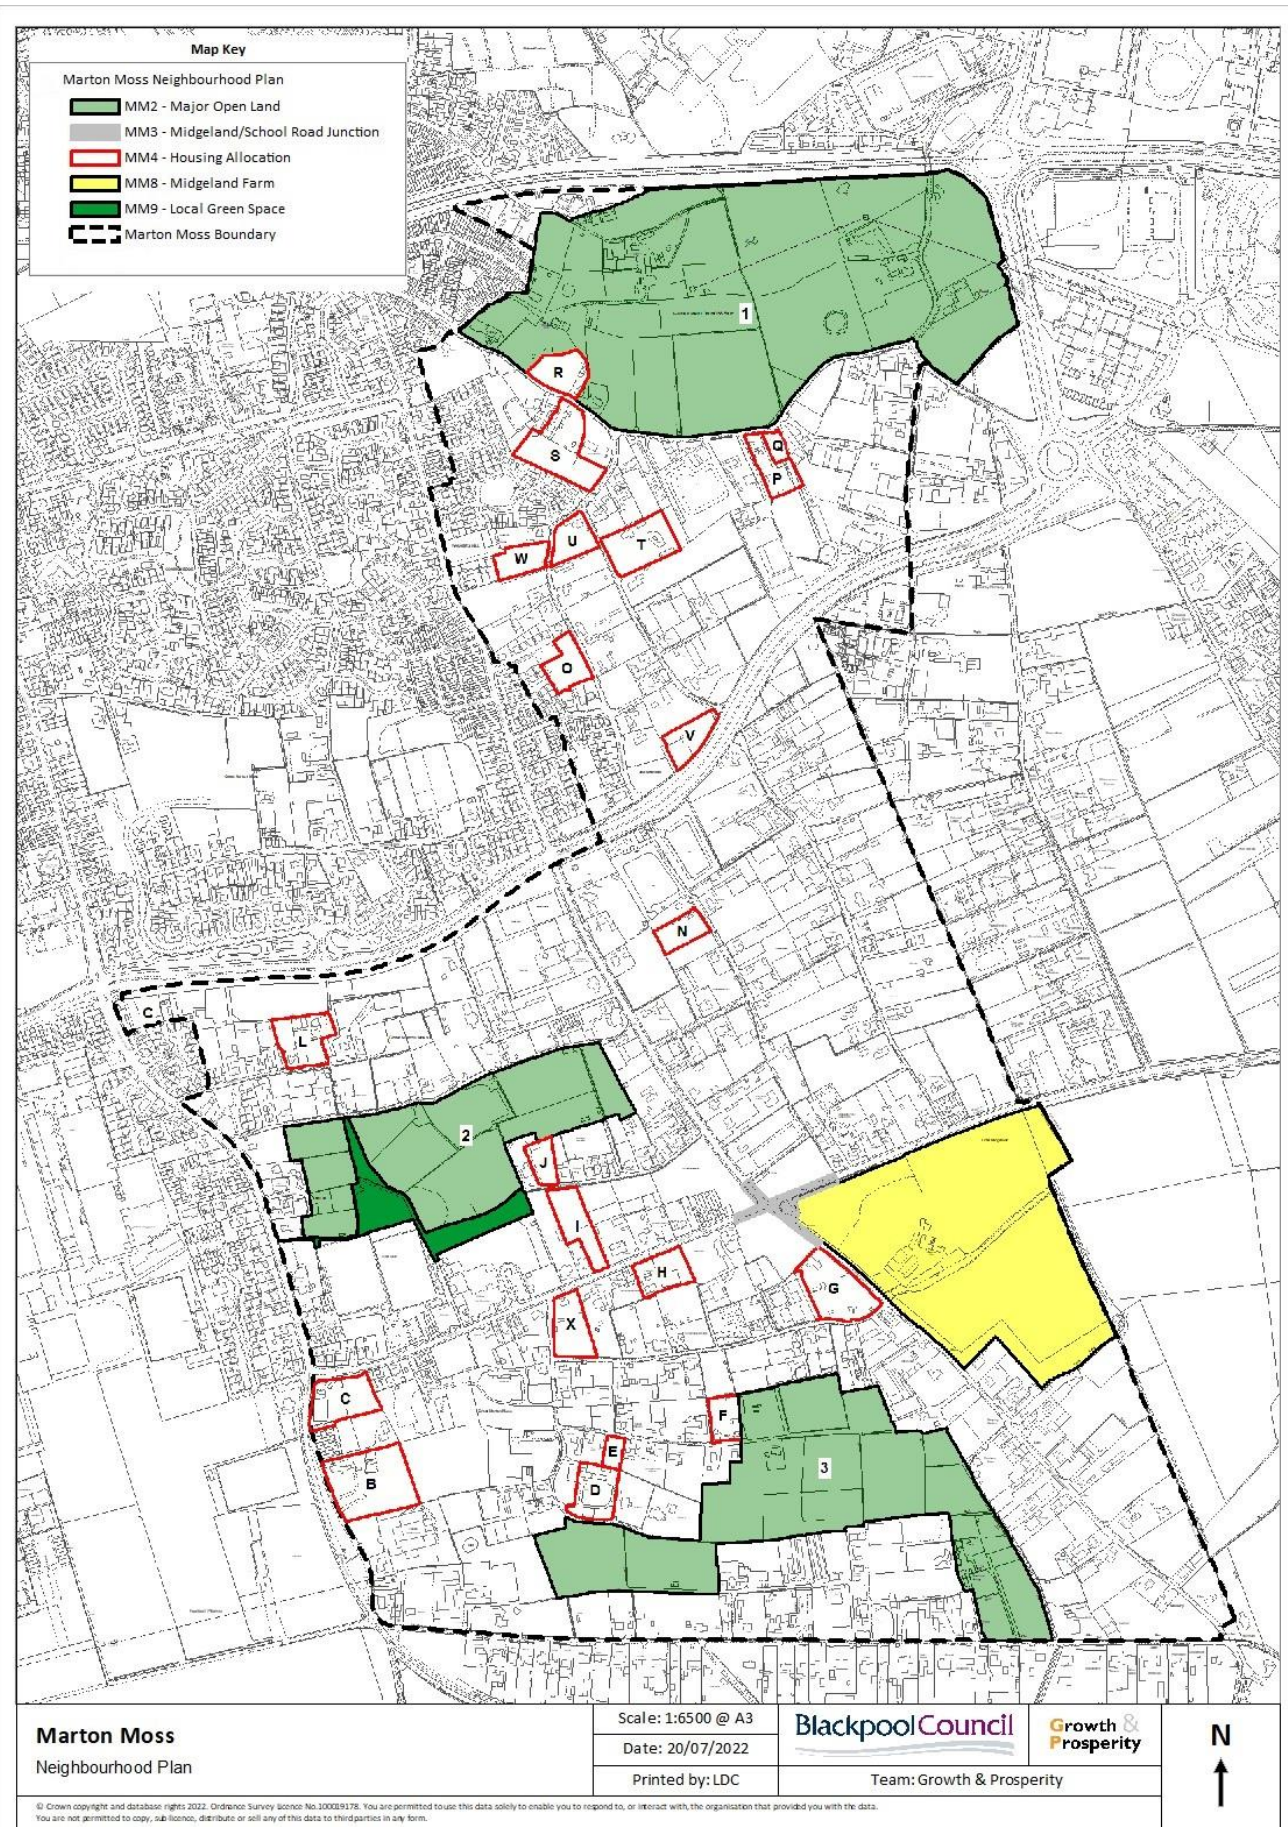 Map Key
Marton Moss Neighbourhood Plan
MM2 - Major Open Land
MM3 - Midgeland/School Road Junction
MM4 - Housing Allocation
MM8 - Midgeland Farm
MM9 - Local Green Space
Marton Moss Boundary
1
R
S
Q
P
U
T
W
O
V
N
C
L
2
J
I
H
G
X
C
F
E
3
B
D
Marton Moss
Neighbourhood Plan
Scale: 1:6500 @ A3
Date: 20/07/2022
Printed by: LDC
BlackpoolCouncil
Growth &
Prosperity
Team: Growth & Prosperity
N
© Crown copyright and database rights 2022. Ordnance Survey licence No.100019178. You are permitted to use this data solely to enable you to respond to, or interact with, the organisation that provided you with the data.
You are not permitted to copy, sub-licence, distribute or sell any of this data to third parties in any form.